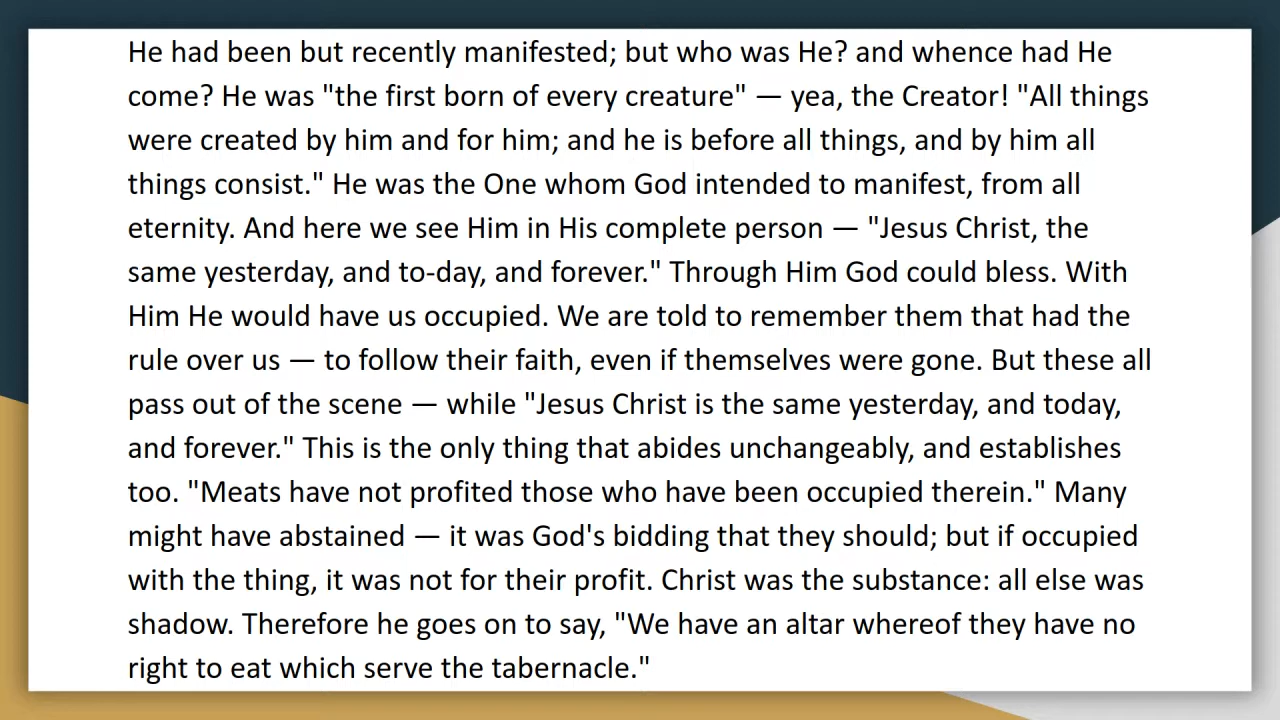 He had been but recently manifested; but who was He? and whence had He
come? He was "the first born of every creature" — yea, the Creator! "All things
were created by him and for him; and he is before all things, and by him all
things consist." He was the One whom God intended to manifest, from all
eternity. And here we see Him in His complete person — "Jesus Christ, the
same yesterday, and to-day, and forever." Through Him God could bless. With
Him He would have us occupied. We are told to remember them that had the
rule over us — to follow their faith, even if themselves were gone. But these all
pass out of the scene — while "Jesus Christ is the same yesterday, and today,
and forever." This is the only thing that abides unchangeably, and establishes
too. "Meats have not profited those who have been occupied therein." Many
might have abstained — it was God's bidding that they should; but if occupied
with the thing, it was not for their profit. Christ was the substance: all else was
shadow. Therefore he goes on to say, "We have an altar whereof they have no
right to eat which serve the tabernacle."